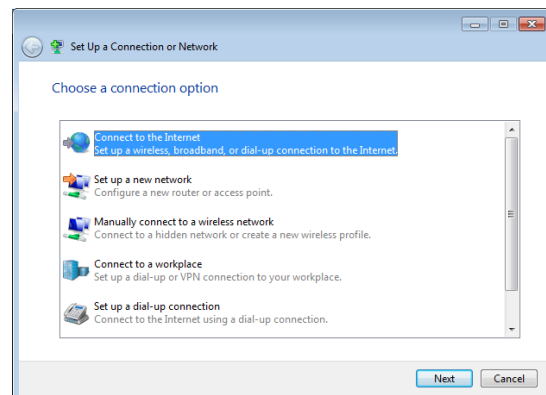 Set Up a Connection or Network
Choose a connection option
Connect to the Internet
Set up a wireless, broadband, or dial-up connection to the Internet.
Set up a new network
Configure a new router or access point.
Manually connect to a wireless network
Connect to a hidden network or create a new wireless profile.
Connect to a workplace
Set up a dial-up or VPN connection to your workplace.
Set up a dial-up connection
Connect to the Internet using a dial-up connection.
Next Cancel